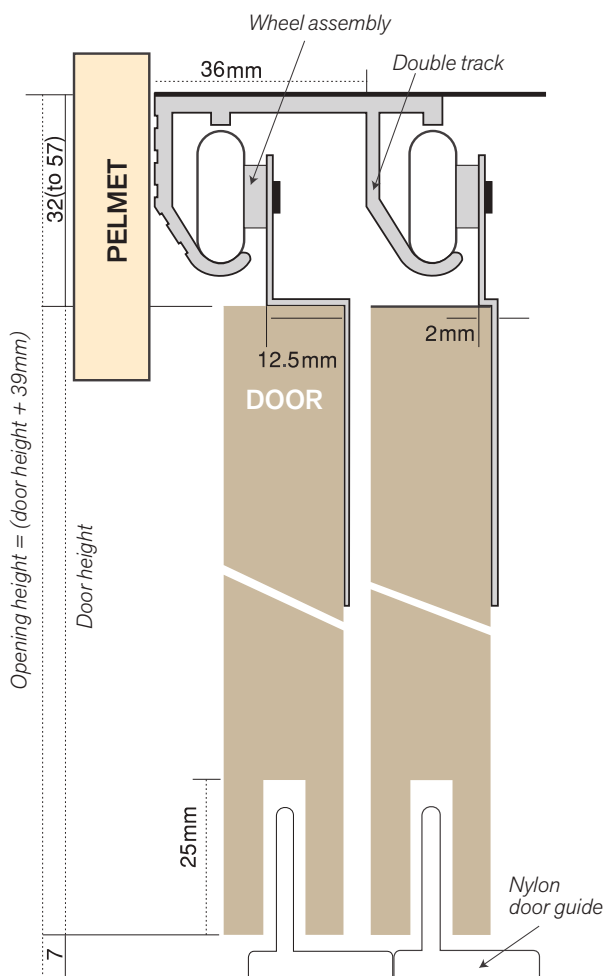 Wheel assembly
36mm
Double track
32(to 57)
PELMET
12.5mm
2mm
DOOR
Opening height = (door height + 39mm)
Door height
25mm
Nylon
door guide
7